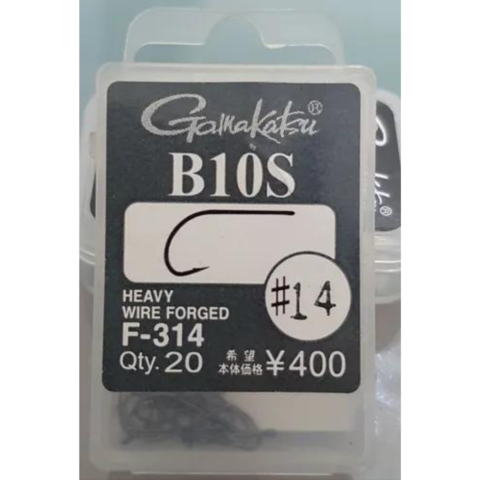 Gamakatsu®
B10S
HEAVY
WIRE FORGED
#14
F-314
Qty. 20
希望
本体価格 ¥400